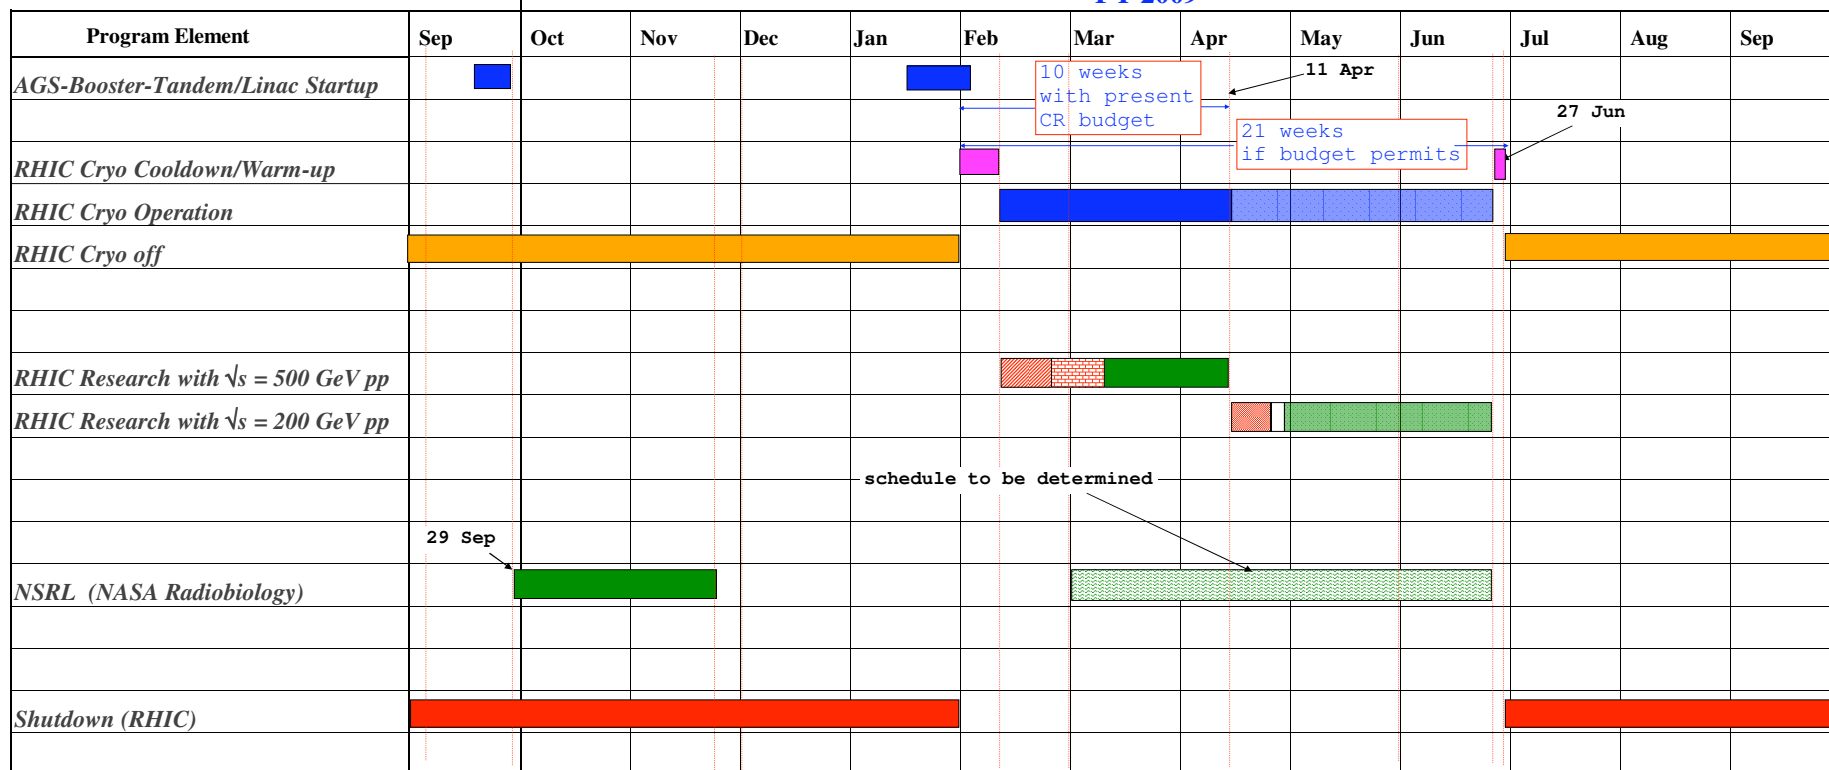 FY 2009
Program Element Sep Oct Nov Dec Jan Feb Mar Apr May Jun Jul Aug Sep
AGS-Booster-Tandem/Linac Startup
10 weeks
with present
CR budget
11 Apr
27 Jun
21 weeks
if budget permits
RHIC Cryo Cooldown/Warm-up
RHIC Cryo Operation
RHIC Cryo off
RHIC Research with √s = 500 GeV pp
RHIC Research with √s = 200 GeV pp
schedule to be determined
29 Sep
NSRL (NASA Radiobiology)
Shutdown (RHIC)